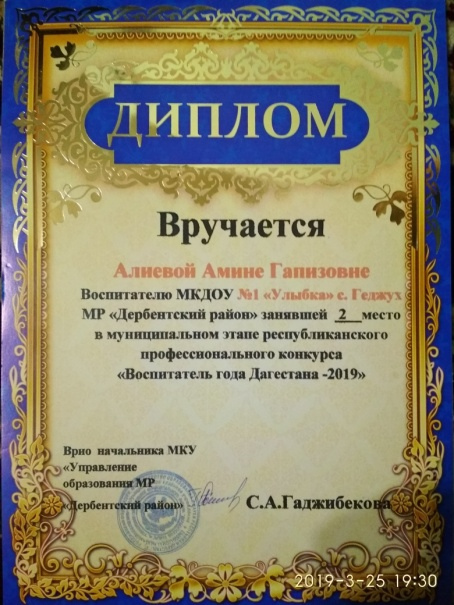 ДИПЛОМ
Вручается
Алиевой Амине Гапизовне
Воспитателю МКДОУ №1 «Улыбка» с. Геджух
МР «Дербентский район» занявшей 2 место
в муниципальном этапе республиканского
профессионального конкурса
«Воспитатель года Дагестана -2019»
Врио начальника МКУ
«Управление
образования МР
«Дербентский район»
С.А.Гаджибекова
2019-3-25 19:30